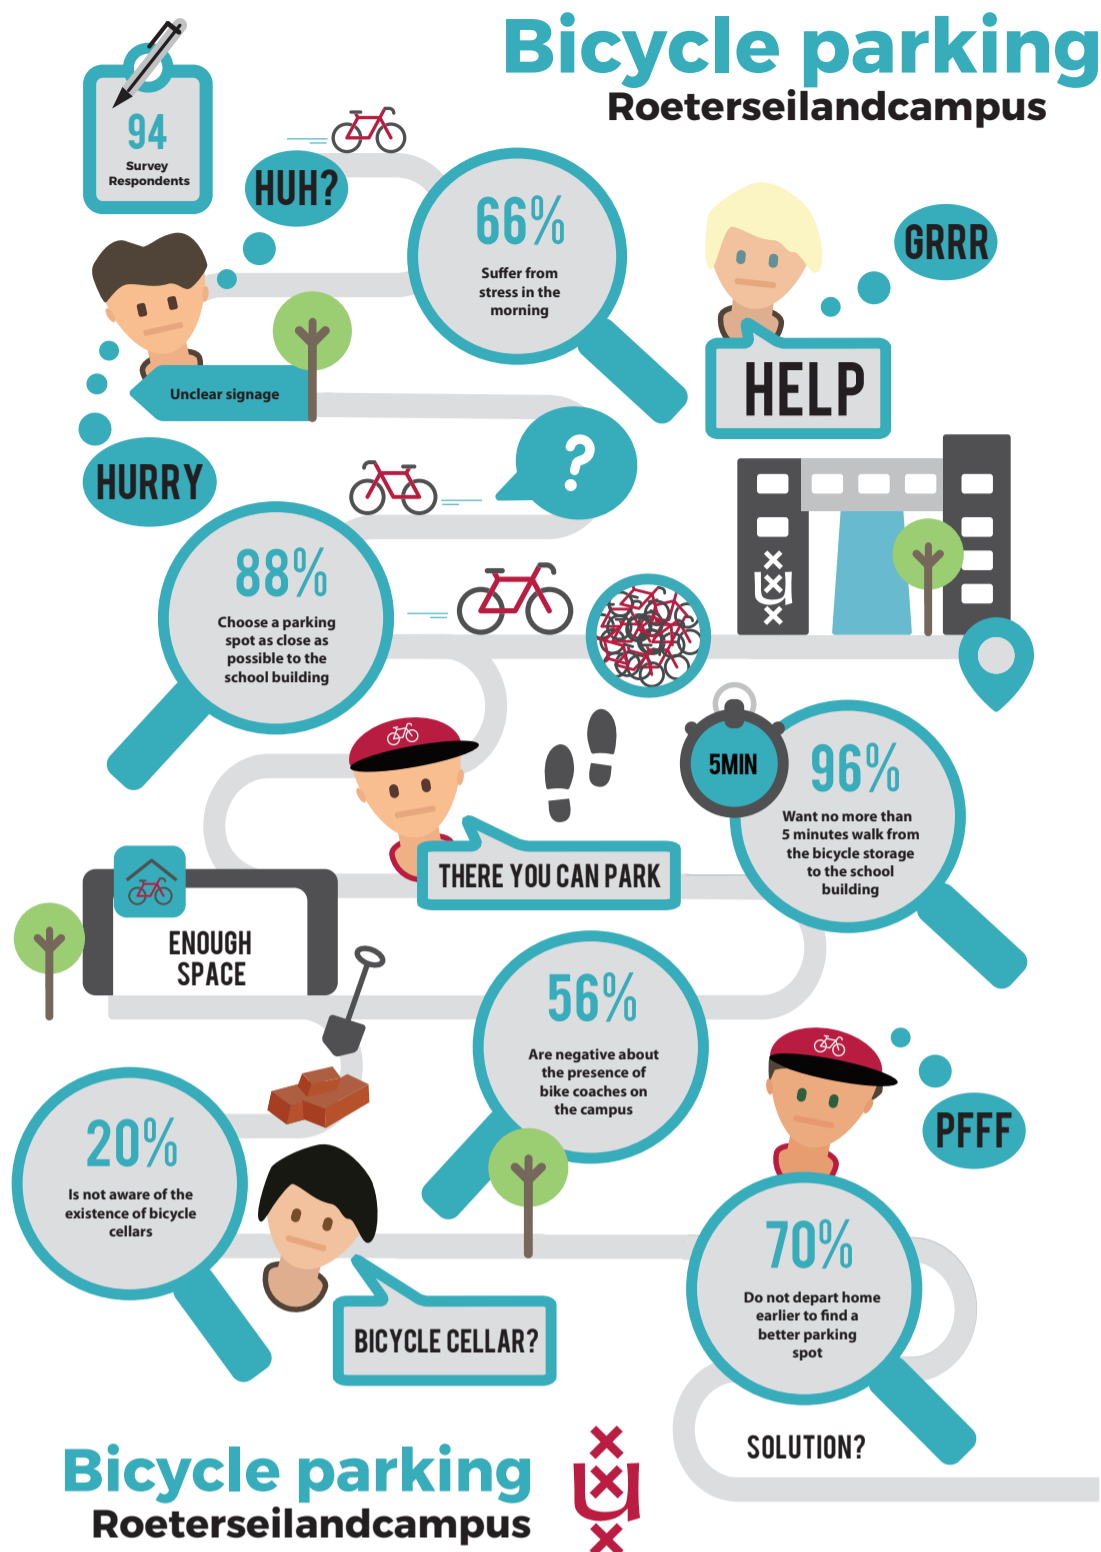 Bicycle parking
Roeterseilandcampus
94
Survey
Respondents
HUH?
66%
Suffer from
stress in the
morning
GRRR
HELP
Unclear signage
HURRY
?
88%
Choose a parking
spot as close as
possible to the
school building
5MIN
96%
Want no more than
5 minutes walk from
the bicycle storage
to the school
building
THERE YOU CAN PARK
ENOUGH
SPACE
56%
Are negative about
the presence of
bike coaches on
the campus
PFFF
20%
Is not aware of the
existence of bicycle
cellars
BICYCLE CELLAR?
70%
Do not depart home
earlier to find a
better parking
spot
SOLUTION?
Bicycle parking
Roeterseilandcampus